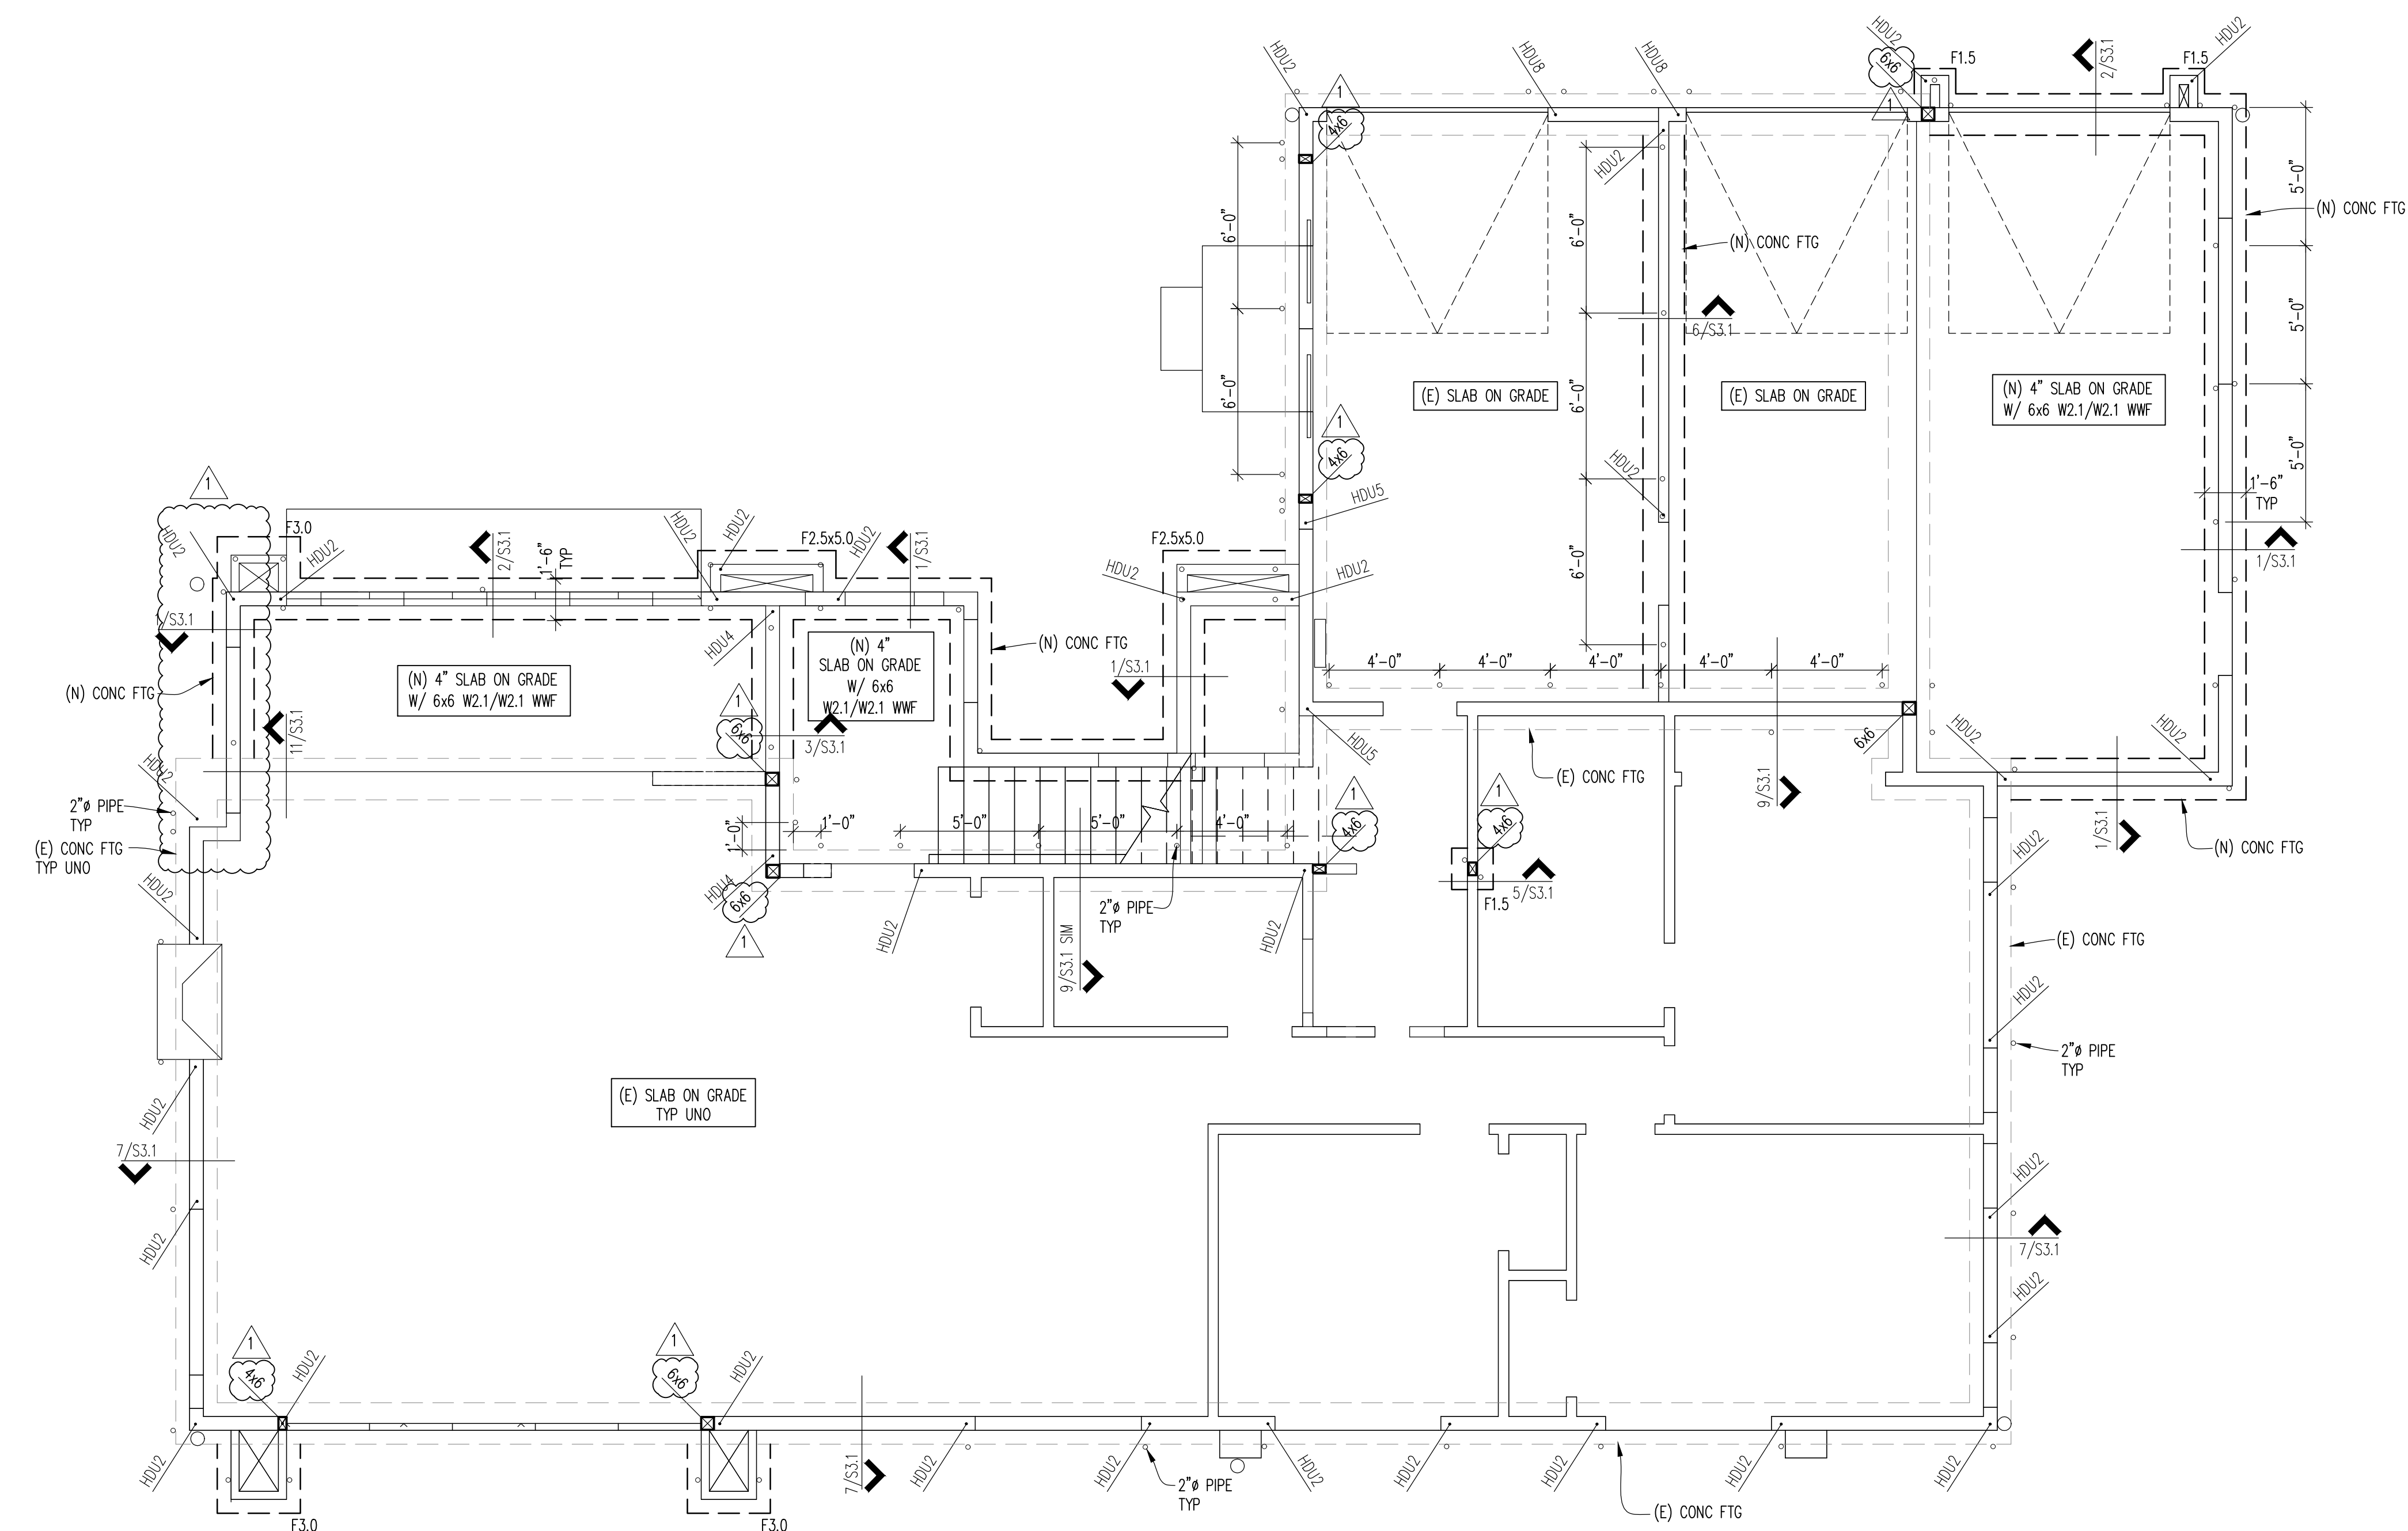 HDU2
HDU8
HDU8
HDU2
6x6
1
F1.5
2/S3.1
F1.5
HDU2
1
4x6
HDU2
6'-0"
6'-0"
6'-0"
6'-0"
6'-0"
(N) CONC FTG
6/S3.1
5'-0"
(N) CONC FTG
5'-0"
5'-0"
1'-6"
TYP
1/S3.1
(E) SLAB ON GRADE
(E) SLAB ON GRADE
(N) 4" SLAB ON GRADE
W/ 6x6 W2.1/W2.1 WWF
1
4x6
HDU5
HDU2
1
HDU2
F3.0
HDU2
2/S3.1
1'-6"
TYP
HDU2
HDU2
F2.5x5.0
HDU2
1/S3.1
F2.5x5.0
HDU2
HDU2
1/S3.1
(N) CONC FTG
(N) 4" SLAB ON GRADE
W/ 6x6 W2.1/W2.1 WWF
11/S3.1
HDU4
(N) 4"
SLAB ON GRADE
W/ 6x6
W2.1/W2.1 WWF
(N) CONC FTG
1/S3.1
4'-0"
4'-0"
4'-0"
4'-0"
4'-0"
1
6x6
3/S3.1
HDU5
(E) CONC FTG
9/S3.1
6x6
HDU2
HDU2
1/S3.1
(N) CONC FTG
HDU2
2"ø PIPE
TYP
(E) CONC FTG
TYP UNO
HDU2
1'-0"
1'-0"
5'-0"
5'-0"
4'-0"
1
4x6
1
4x6
F1.5
5/S3.1
HDU4
6x6
1
HDU2
9/S3.1 SIM
2"ø PIPE
TYP
HDU2
HDU2
(E) CONC FTG
HDU2
2"ø PIPE
TYP
(E) SLAB ON GRADE
TYP UNO
HDU2
7/S3.1
HDU2
HDU2
7/S3.1
HDU2
1
4x6
HDU2
1
6x6
HDU2
HDU2
F3.0
F3.0
7/S3.1
HDU2
HDU2
2"ø PIPE
TYP
HDU2
HDU2
HDU2
(E) CONC FTG
HDU2
HDU2